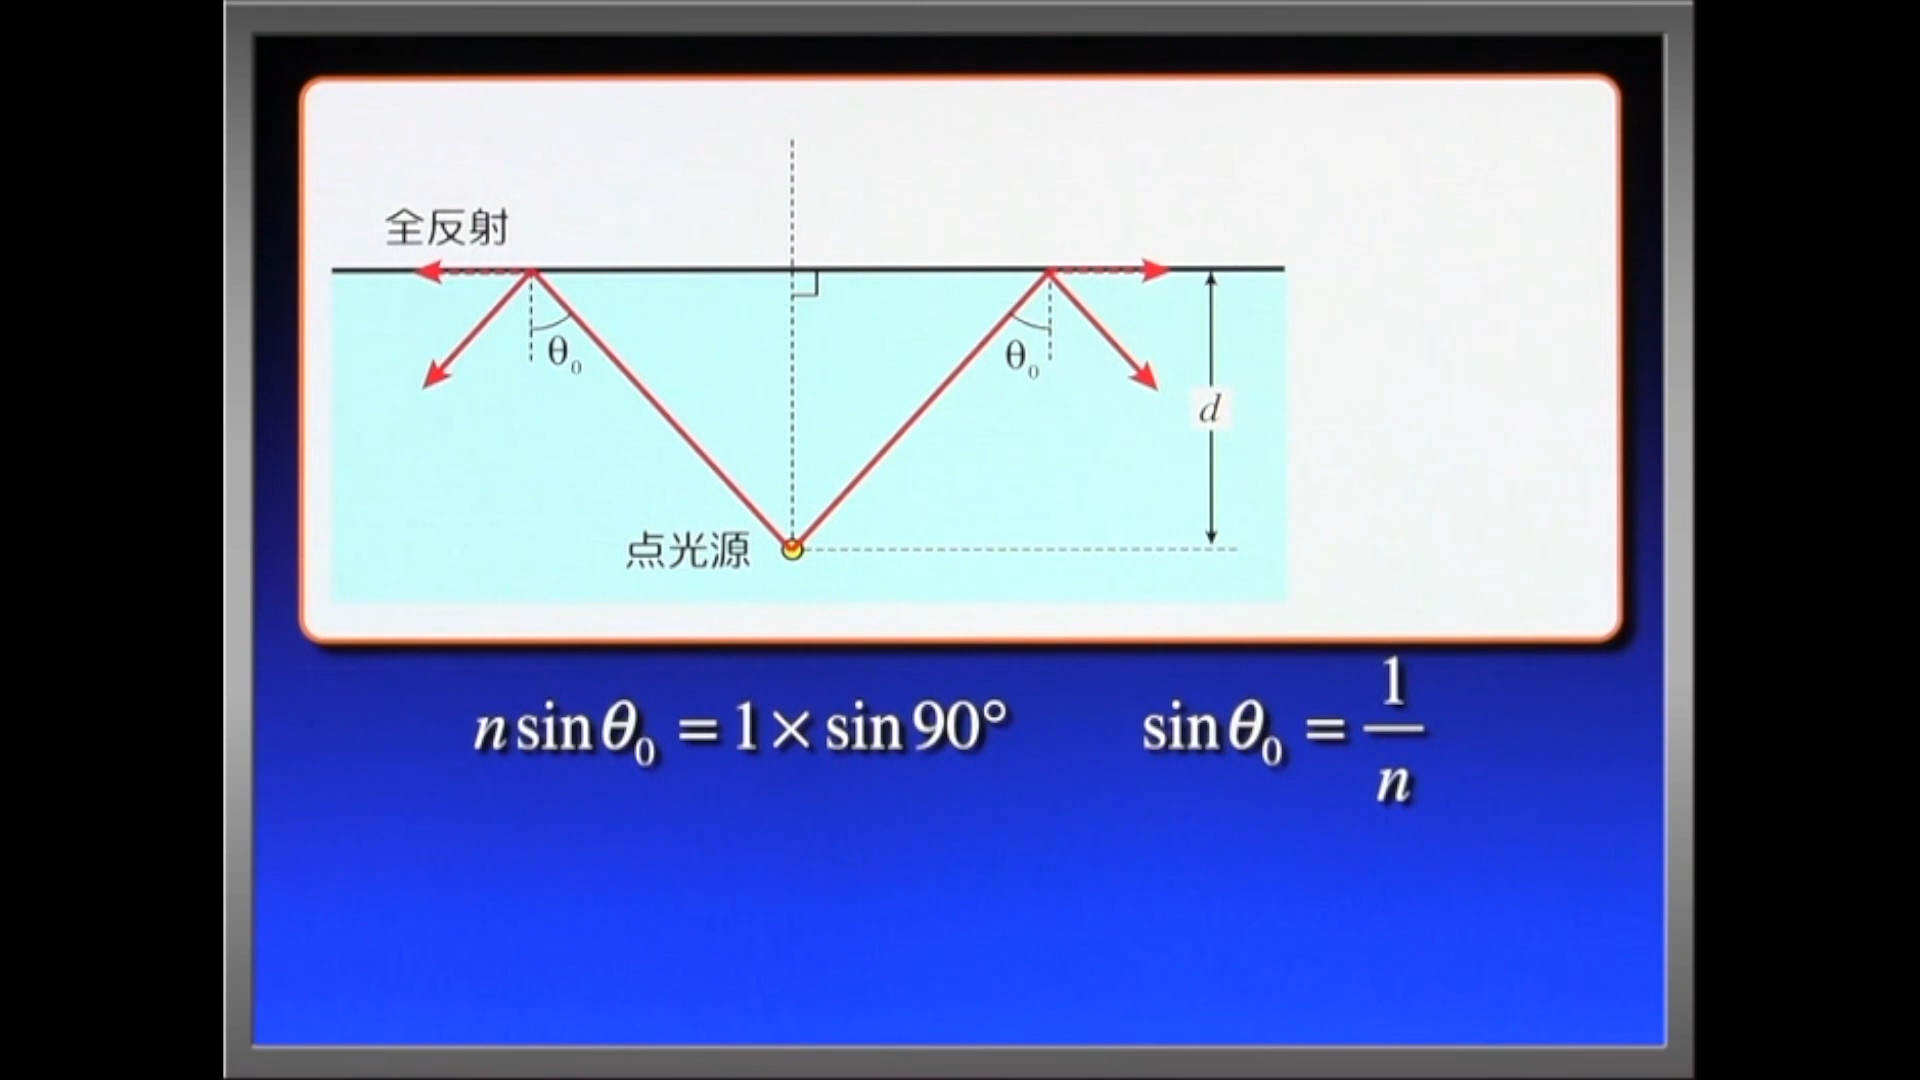 全反射
θ₀
θ₀
d
点光源
n sin θ₀ = 1 × sin 90°
sin θ₀ = 1/n